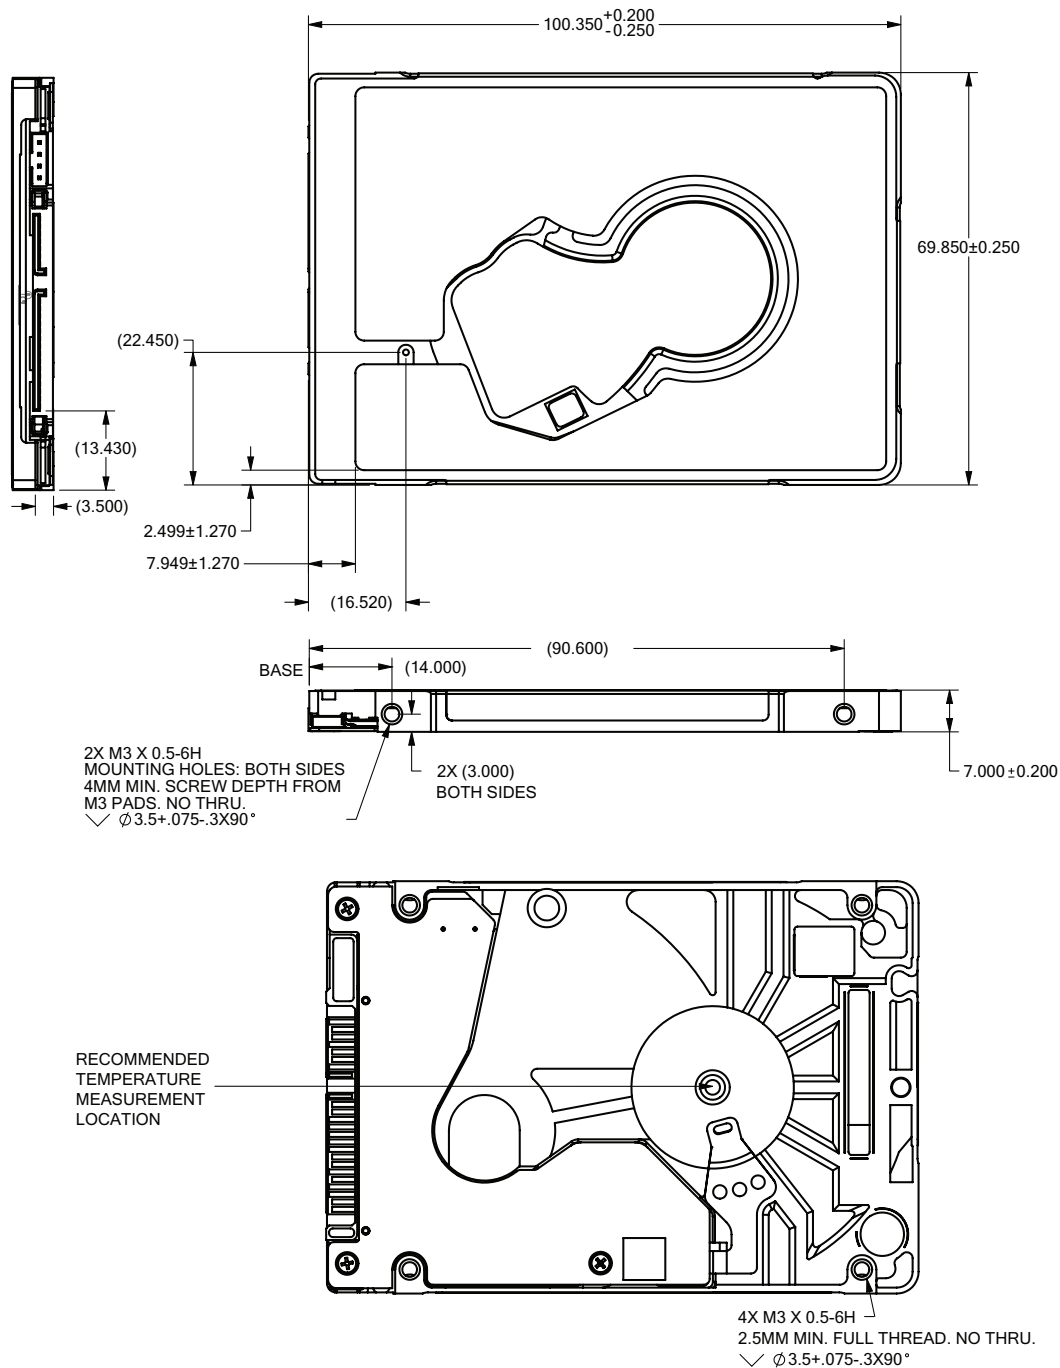 100.350 +0.200 -0.250
69.850±0.250
(22.450)
(13.430)
(3.500)
2.499±1.270
7.949±1.270
(16.520)
(90.600)
BASE
(14.000)
2X M3 X 0.5-6H
MOUNTING HOLES: BOTH SIDES
4MM MIN. SCREW DEPTH FROM
M3 PADS. NO THRU.
⌵ ∅3.5+.075-.3X90°
2X (3.000)
BOTH SIDES
7.000±0.200
RECOMMENDED
TEMPERATURE
MEASUREMENT
LOCATION
4X M3 X 0.5-6H
2.5MM MIN. FULL THREAD. NO THRU.
⌵ ∅3.5+.075-.3X90°